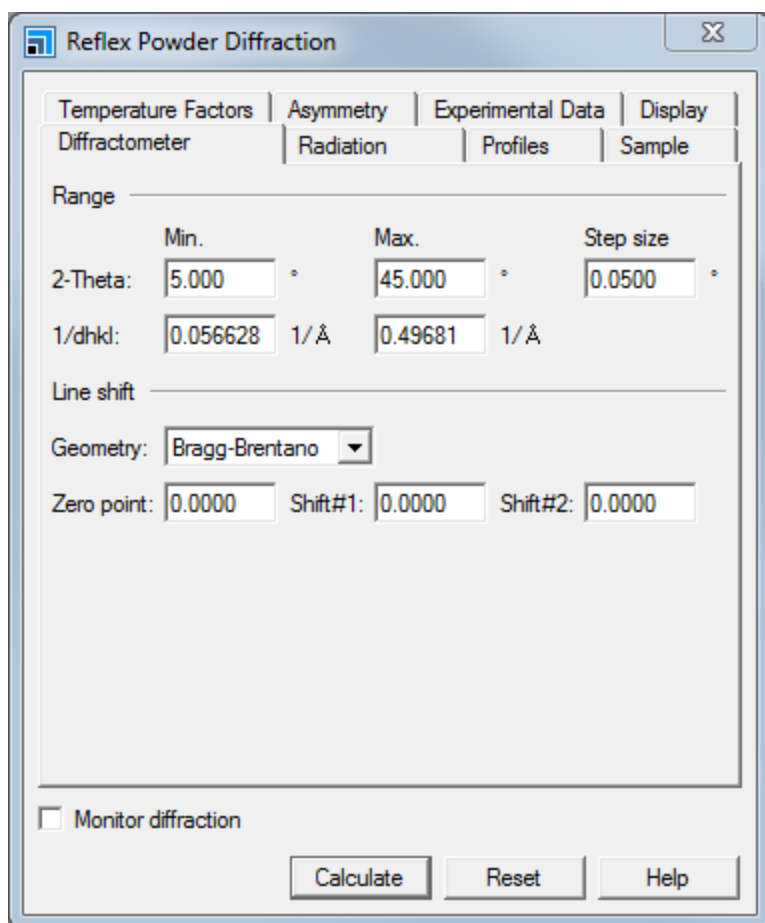 Reflex Powder Diffraction
Temperature Factors Asymmetry Experimental Data Display
Diffractometer Radiation Profiles Sample
Range
Min. Max. Step size
2-Theta: 5.000 ° 45.000 ° 0.0500 °
1/dhkl: 0.056628 1/Å 0.49681 1/Å
Line shift
Geometry: Bragg-Brentano
Zero point: 0.0000 Shift#1: 0.0000 Shift#2: 0.0000
Monitor diffraction
Calculate Reset Help